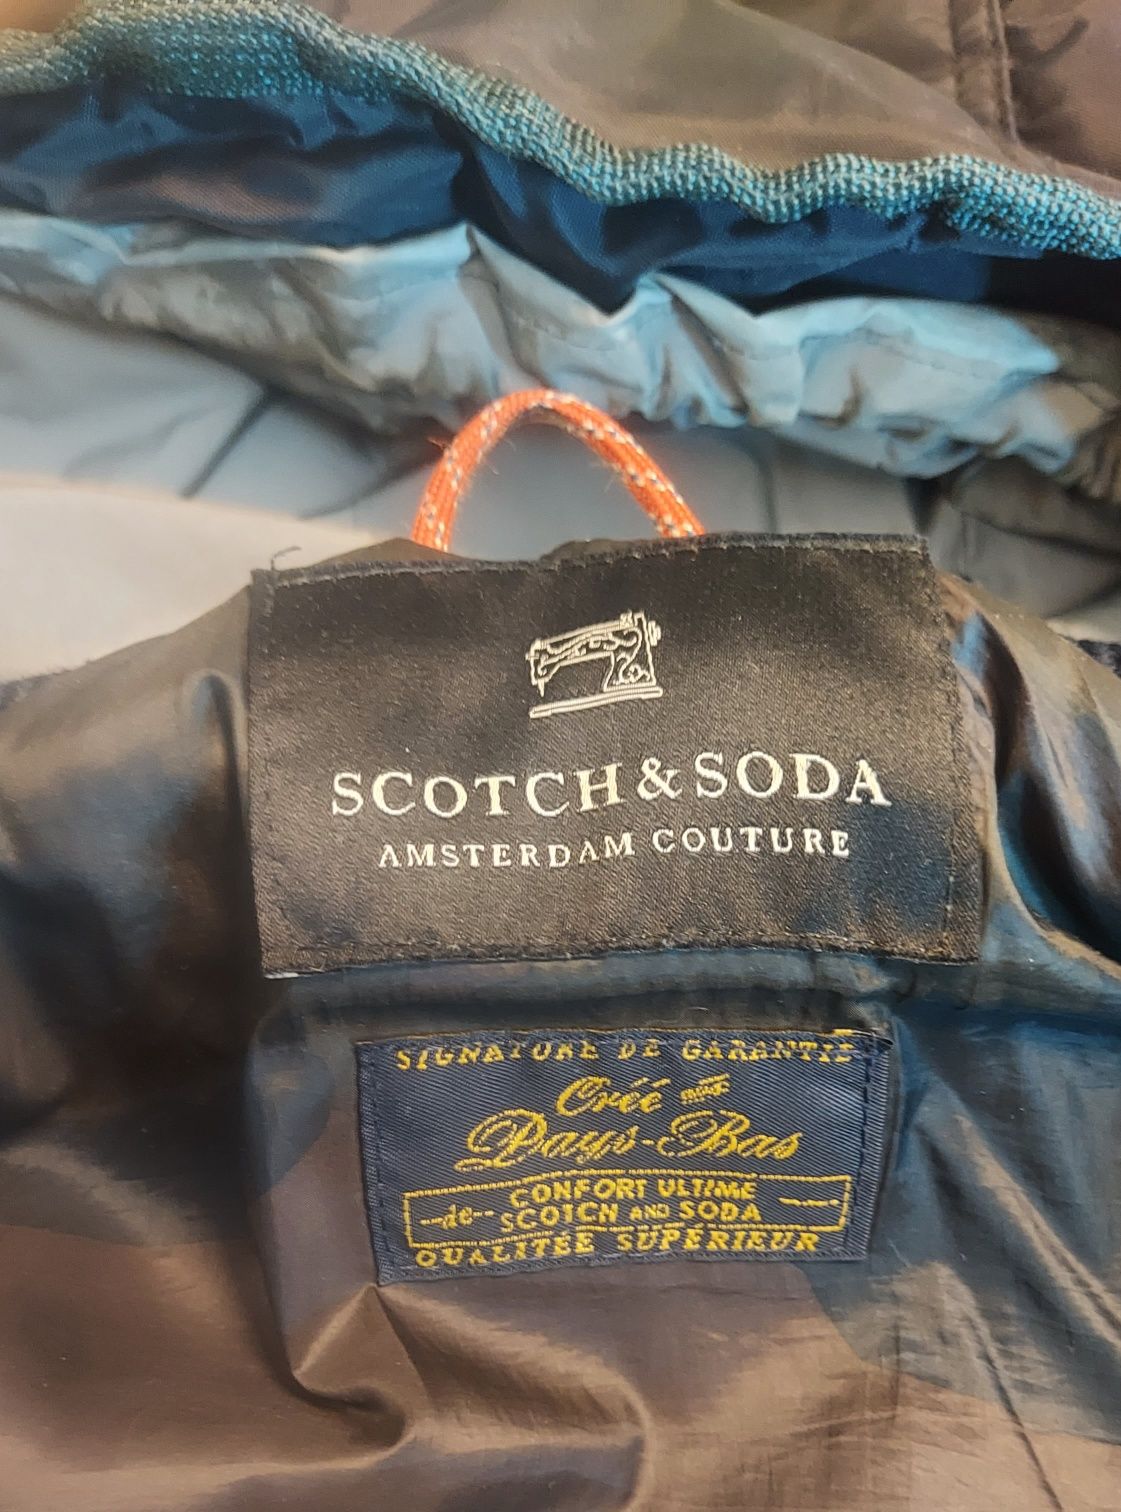 SCOTCH & SODA
AMSTERDAM COUTURE
SIGNATURE DE GARANTIE
Créé
Pays-Bas
CONFORT ULTIME
de
SCOTCH AND SODA
QUALITÉE SUPÉRIEUR